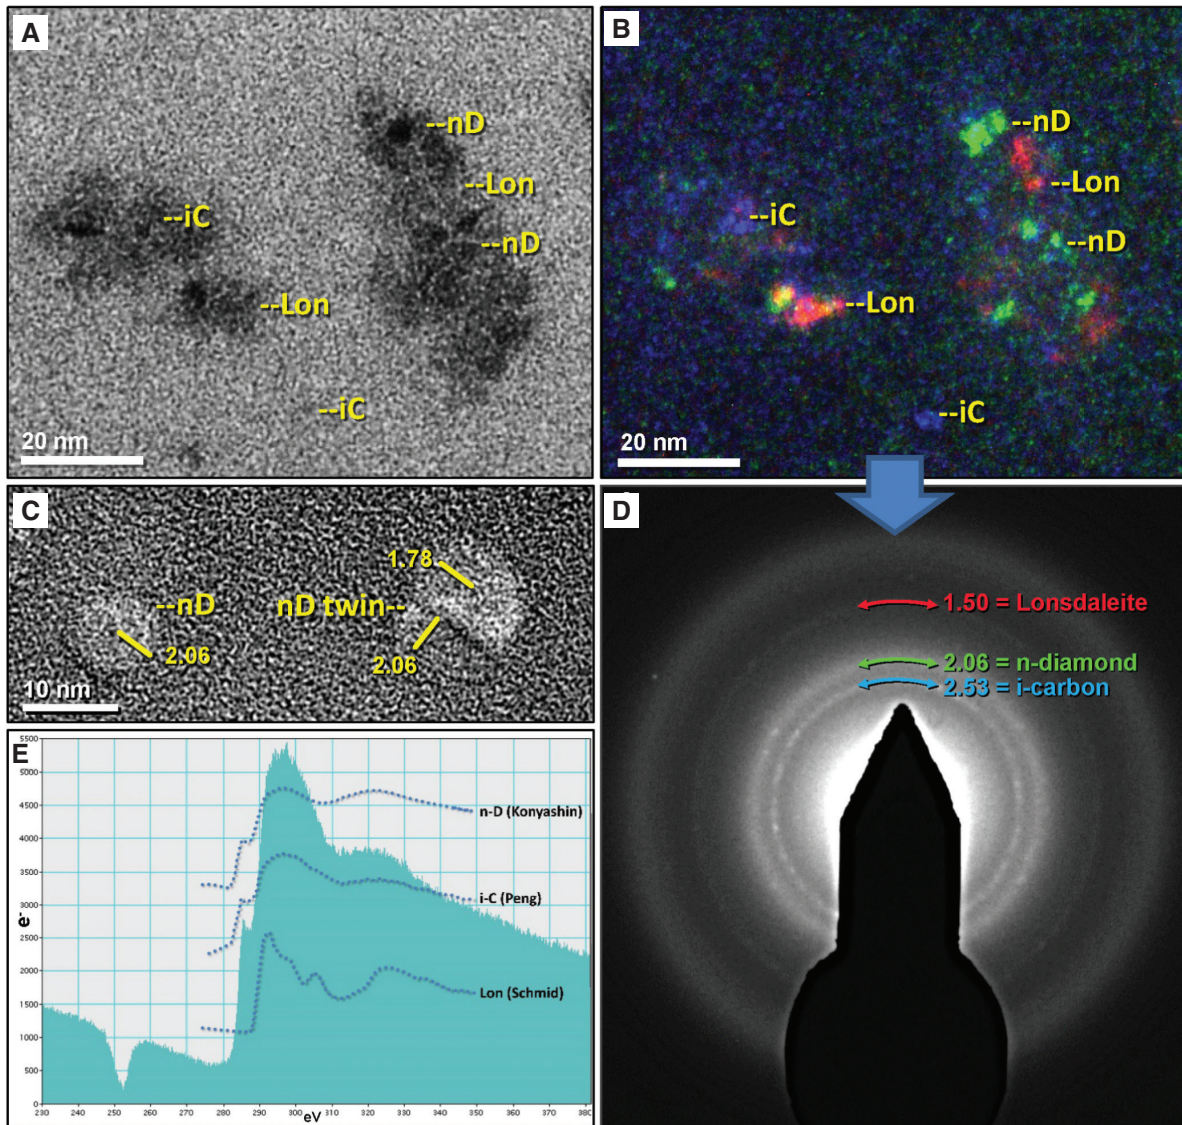 A
--nD
--Lon
--iC
--nD
--Lon
--iC
20 nm
B
--nD
--Lon
--iC
--nD
--Lon
--iC
20 nm
C
1.78
--nD
nD twin--
2.06
2.06
10 nm
D
1.50 = Lonsdaleite
2.06 = n-diamond
2.53 = i-carbon
E
5500
5000
4500
4000
3500
3000
2500
2000
1500
1000
500
0
e-
n-D (Konyashin)
i-C (Peng)
Lon (Schmid)
230 240 250 260 270 280 290 300 310 320 330 340 350 360 370 380
eV